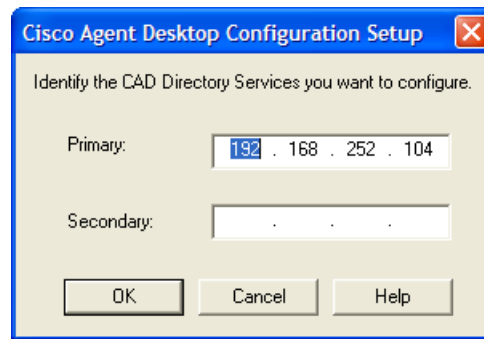 Cisco Agent Desktop Configuration Setup
Identify the CAD Directory Services you want to configure.
Primary: 192 . 168 . 252 . 104
Secondary: . . .
OK Cancel Help